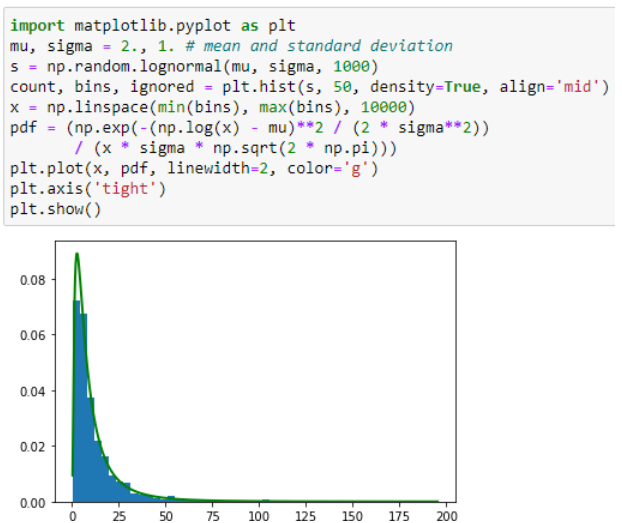 import matplotlib.pyplot as plt
mu, sigma = 2., 1. # mean and standard deviation
s = np.random.lognormal(mu, sigma, 1000)
count, bins, ignored = plt.hist(s, 50, density=True, align='mid')
x = np.linspace(min(bins), max(bins), 10000)
pdf = (np.exp(-(np.log(x) - mu)**2 / (2 * sigma**2))
       / (x * sigma * np.sqrt(2 * np.pi)))
plt.plot(x, pdf, linewidth=2, color='g')
plt.axis('tight')
plt.show()
0.08
0.06
0.04
0.02
0.00
0 25 50 75 100 125 150 175 200